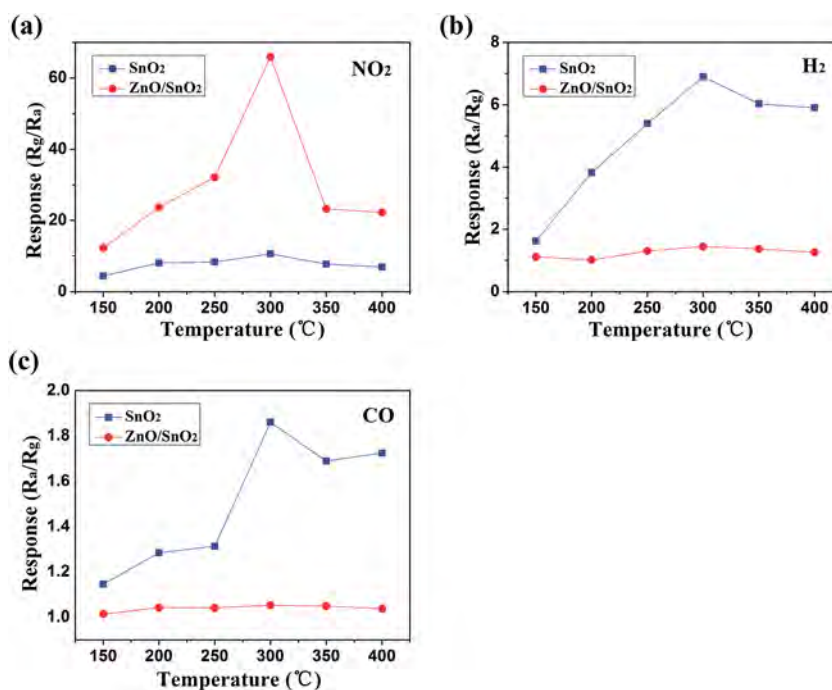 (a)
SnO2
ZnO/SnO2
NO2
Response (Rg/Ra)
60
40
20
0
150 200 250 300 350 400
Temperature (℃)
(b)
SnO2
ZnO/SnO2
H2
Response (Ra/Rg)
8
6
4
2
0
150 200 250 300 350 400
Temperature (℃)
(c)
SnO2
ZnO/SnO2
CO
Response (Ra/Rg)
2.0
1.8
1.6
1.4
1.2
1.0
150 200 250 300 350 400
Temperature (℃)